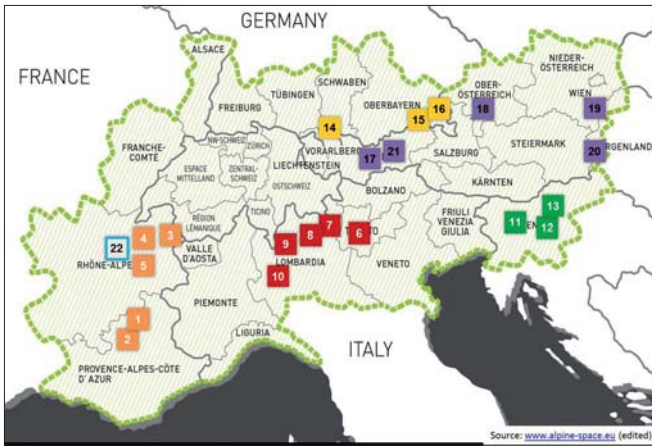 GERMANY
ALSACE
NIEDER-
ÖSTERREICH
SCHWABEN
FRANCE
TÜBINGEN
OBERBAYERN
OBER-
ÖSTERREICH
WIEN
FREIBURG
16
18
19
15
14
FRANCHE-
COMTÉ
NW-SCHWEIZ
ZÜRICH
VORARLBERG
STEIERMARK
20
RGENLAND
21
17
SALZBURG
LIECHTENSTEIN
ESPACE
MITTELLAND
ZENTRAL-
SCHWEIZ
OSTSCHWEIZ
BOLZANO
KÄRNTEN
13
TICINO
RÉGION
LÉMANIQUE
FRIULI
VENEZIA
GIULIA
11
12
7
6
8
9
4
3
22
VALLE
D'AOSTA
RHÔNE-ALPE
5
LOMBARDIA
VENETO
10
PIEMONTE
1
2
LIGURIA
ITALY
PROVENCE-ALPES-CÔTE
D'AZUR
Source: www.alpine-space.eu (edited)